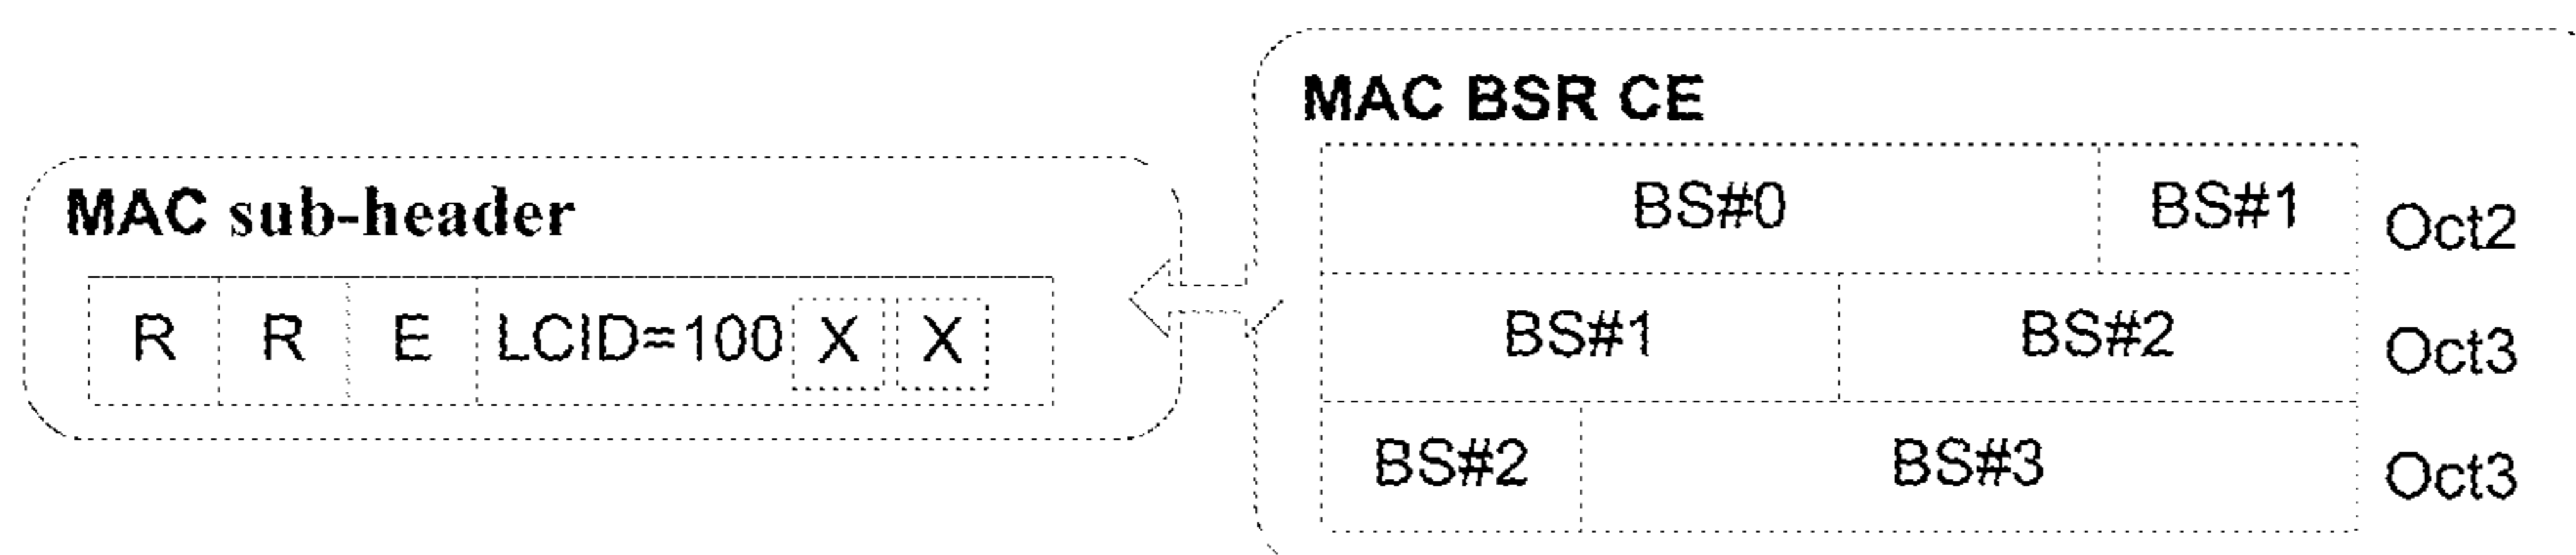 MAC BSR CE
BS#0 BS#1 Oct2
MAC sub-header
R R E LCID=100 X X
BS#1 BS#2 Oct3
BS#2 BS#3 Oct3